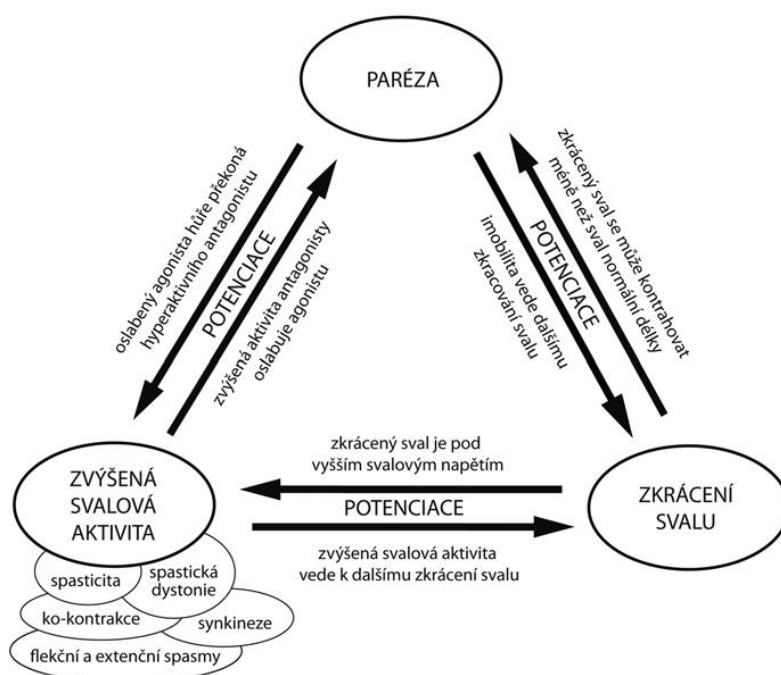 PARÉZA
oslabený agonista hůře překoná
hyperaktivního antagonistu
POTENCIACE
zvýšená aktivita antagonisty
oslabuje agonistu
zkrácený sval se může kontrahovat
méně než sval normální délky
POTENCIACE
imobilita vede dalšímu
zkracování svalu
ZVÝŠENÁ
SVALOVÁ
AKTIVITA
zkrácený sval je pod
vyšším svalovým napětím
POTENCIACE
zvýšená svalová aktivita
vede k dalšímu zkrácení svalu
ZKRÁCENÍ
SVALU
spasticita
spastická
dystonie
ko-kontrakce
synkineze
flekční a extenční spasmy